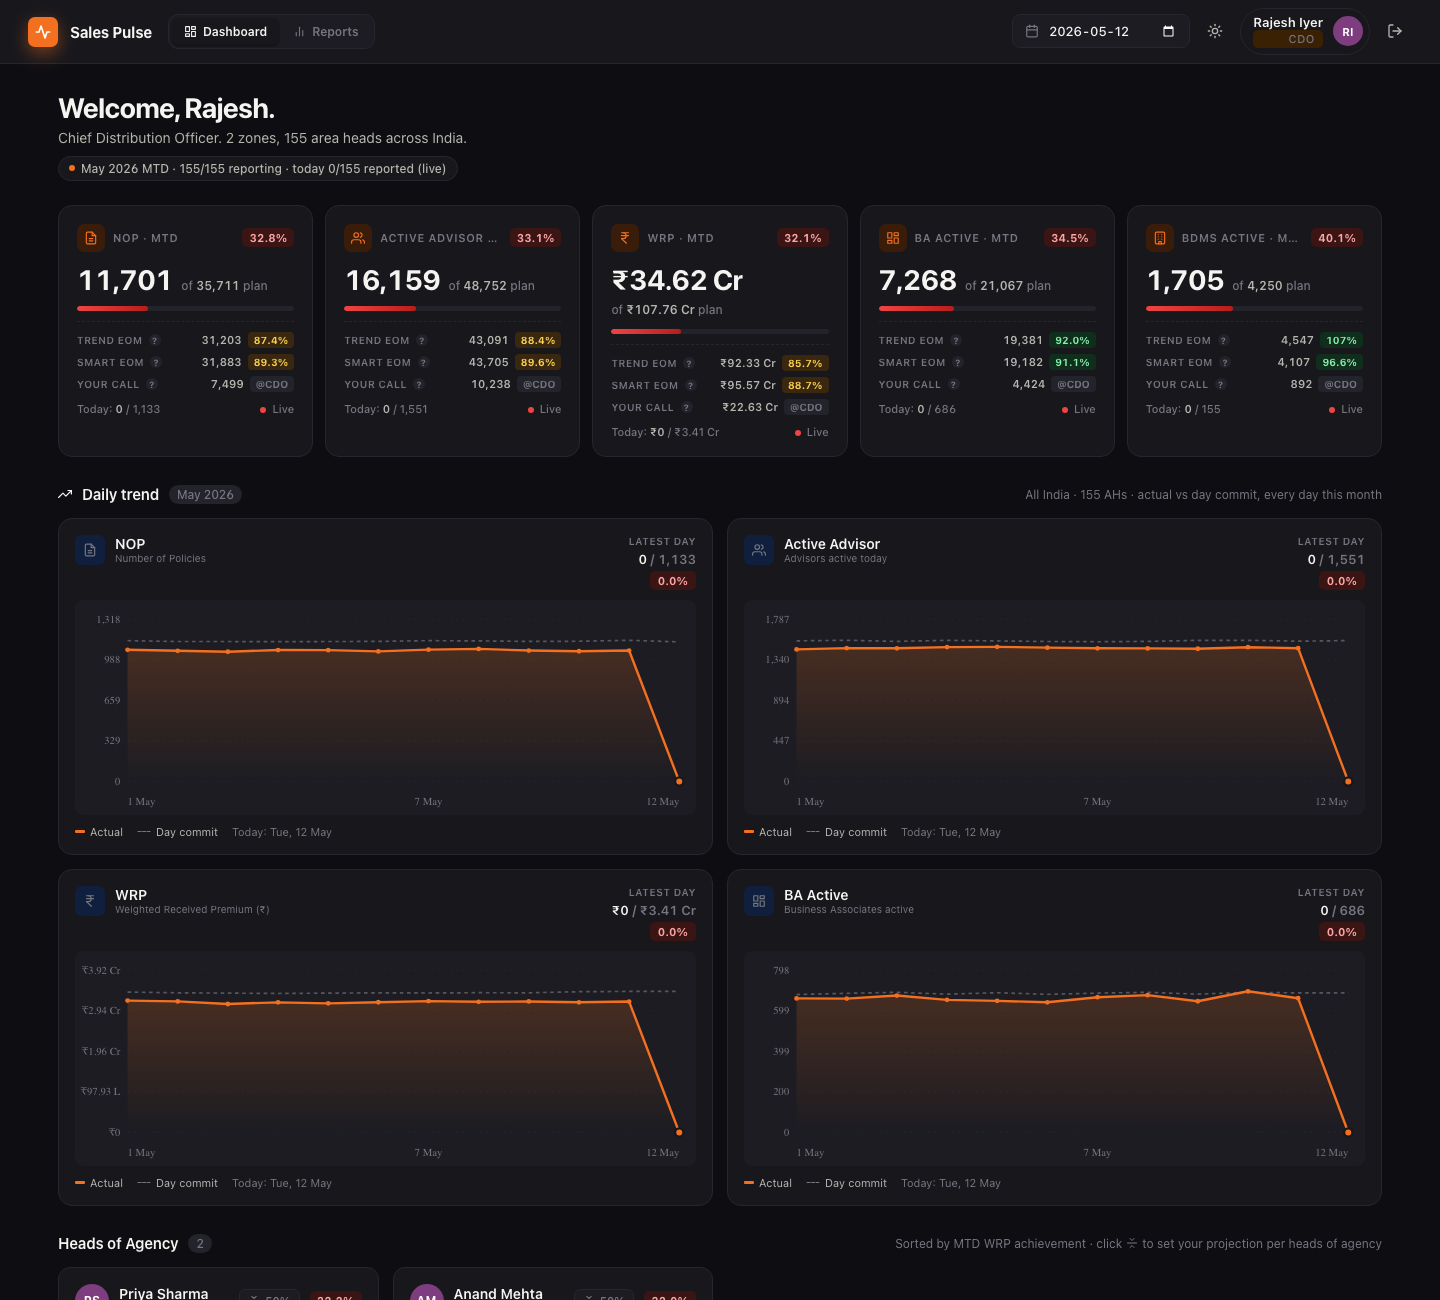 Sales Pulse
Dashboard
Reports
2026-05-12
Rajesh Iyer
CDO
RI
Welcome, Rajesh.
Chief Distribution Officer. 2 zones, 155 area heads across India.
May 2026 MTD · 155/155 reporting · today 0/155 reported (live)
NOP · MTD 32.8%
11,701 of 35,711 plan
TREND EOM ? 31,203 87.4%
SMART EOM ? 31,883 89.3%
YOUR CALL ? 7,499 @CDO
Today: 0 / 1,133 Live
ACTIVE ADVISOR ... 33.1%
16,159 of 48,752 plan
TREND EOM ? 43,091 88.4%
SMART EOM ? 43,705 89.6%
YOUR CALL ? 10,238 @CDO
Today: 0 / 1,551 Live
WRP · MTD 32.1%
₹34.62 Cr
of ₹107.76 Cr plan
TREND EOM ? ₹92.33 Cr 85.7%
SMART EOM ? ₹95.57 Cr 88.7%
YOUR CALL ? ₹22.63 Cr @CDO
Today: ₹0 / ₹3.41 Cr Live
BA ACTIVE · MTD 34.5%
7,268 of 21,067 plan
TREND EOM ? 19,381 92.0%
SMART EOM ? 19,182 91.1%
YOUR CALL ? 4,424 @CDO
Today: 0 / 686 Live
BDMS ACTIVE · M... 40.1%
1,705 of 4,250 plan
TREND EOM ? 4,547 107%
SMART EOM ? 4,107 96.6%
YOUR CALL ? 892 @CDO
Today: 0 / 155 Live
Daily trend May 2026
All India · 155 AHs · actual vs day commit, every day this month
NOP
Number of Policies
LATEST DAY
0 / 1,133
0.0%
1,318
988
659
329
0
1 May 7 May 12 May
Actual Day commit Today: Tue, 12 May
Active Advisor
Advisors active today
LATEST DAY
0 / 1,551
0.0%
1,787
1,340
894
447
0
1 May 7 May 12 May
Actual Day commit Today: Tue, 12 May
WRP
Weighted Received Premium (₹)
LATEST DAY
₹0 / ₹3.41 Cr
0.0%
₹3.92 Cr
₹2.94 Cr
₹1.96 Cr
₹97.93 L
₹0
1 May 7 May 12 May
Actual Day commit Today: Tue, 12 May
BA Active
Business Associates active
LATEST DAY
0 / 686
0.0%
798
599
399
200
0
1 May 7 May 12 May
Actual Day commit Today: Tue, 12 May
Heads of Agency 2
Sorted by MTD WRP achievement · click to set your projection per heads of agency
Priya Sharma
Anand Mehta